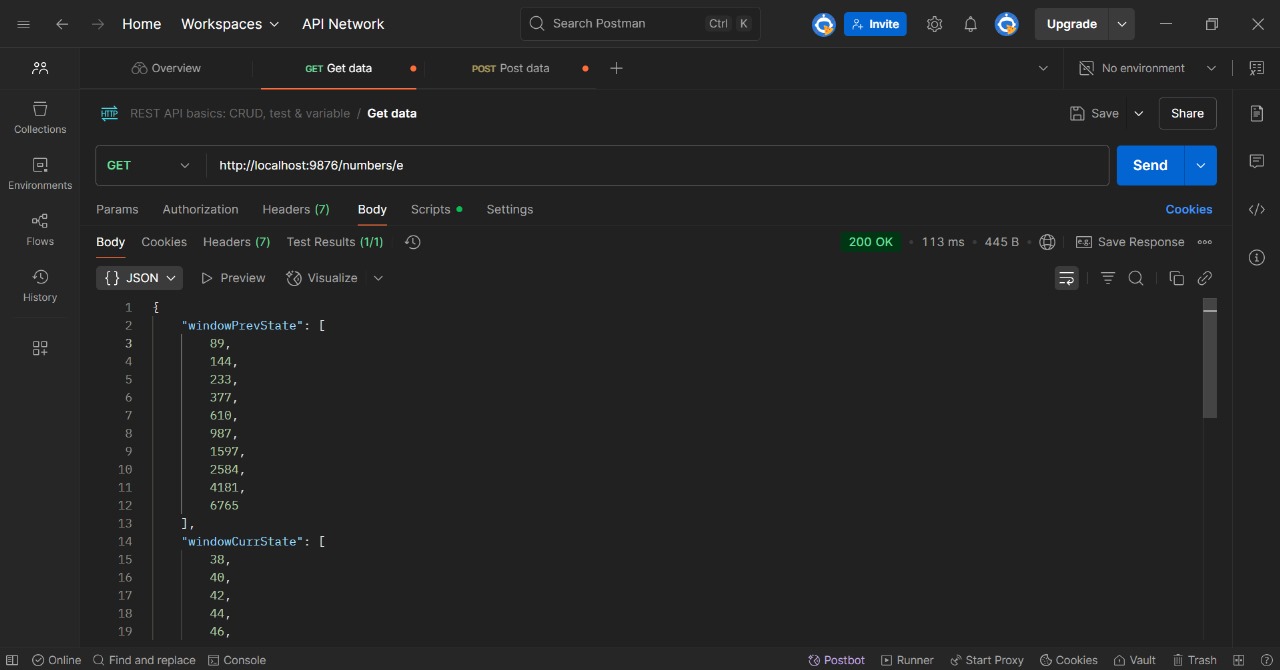 Home Workspaces API Network Search Postman Ctrl K Invite Upgrade
Overview GET Get data POST Post data No environment
HTTP REST API basics: CRUD, test & variable / Get data Save Share
Collections
GET http://localhost:9876/numbers/e Send
Environments
Params Authorization Headers (7) Body Scripts Settings Cookies
Flows
Body Cookies Headers (7) Test Results (1/1) 200 OK • 113 ms • 445 B e.g. Save Response
History
{} JSON Preview Visualize
1 {
2 "windowPrevState": [
3 89,
4 144,
5 233,
6 377,
7 610,
8 987,
9 1597,
10 2584,
11 4181,
12 6765
13 ],
14 "windowCurrState": [
15 38,
16 40,
17 42,
18 44,
19 46,
Online Find and replace Console Postbot Runner Start Proxy Cookies Vault Trash